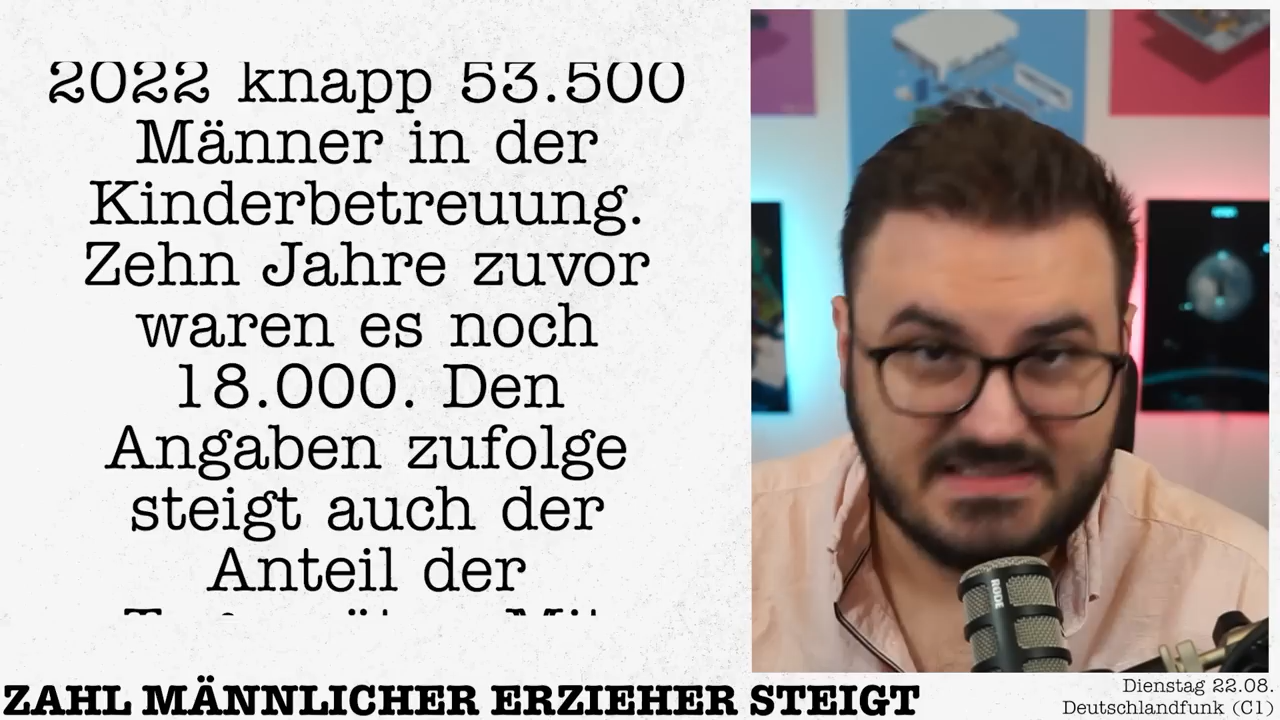 2022 knapp 53.500
Männer in der
Kinderbetreuung.
Zehn Jahre zuvor
waren es noch
18.000. Den
Angaben zufolge
steigt auch der
Anteil der
ZAHL MÄNNLICHER ERZIEHER STEIGT
Dienstag 22.08.
Deutschlandfunk (C1)
RØDE